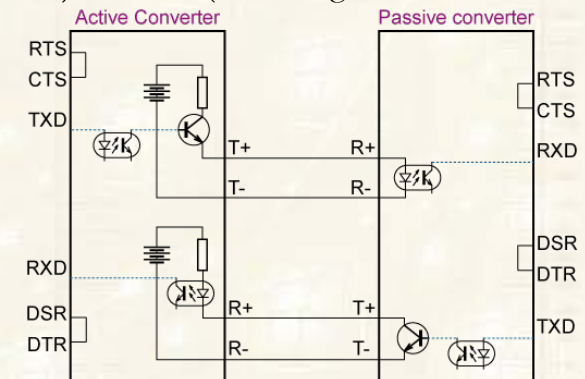 Active Converter
Passive converter
RTS
CTS
TXD
T+
T-
RXD
R+
R-
DSR
DTR
R+
R-
RTS
CTS
RXD
DSR
DTR
T+
T-
TXD